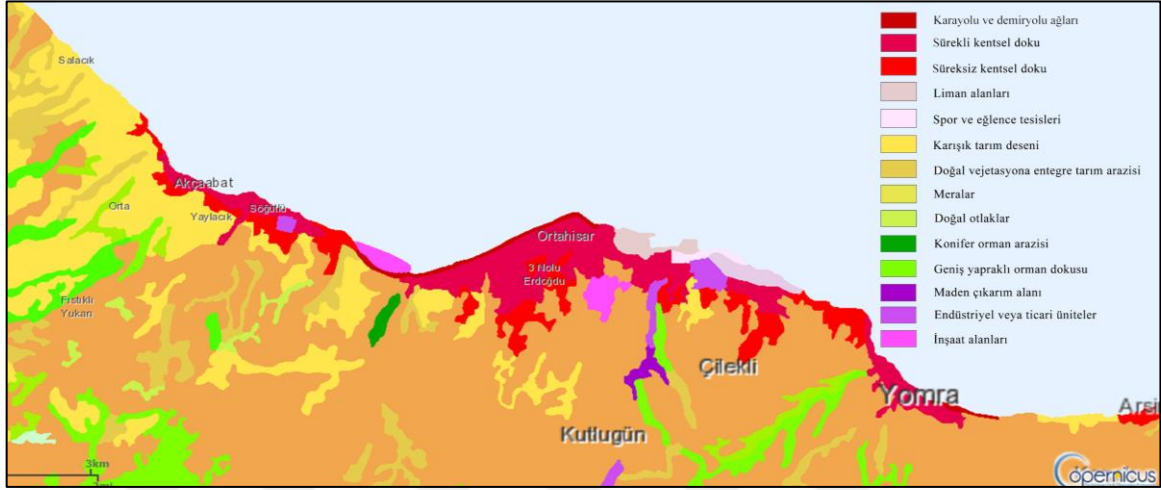 Karayolu ve demiryolu ağları
Sürekli kentsel doku
Süreksiz kentsel doku
Liman alanları
Spor ve eğlence tesisleri
Karışık tarım deseni
Doğal vejetasyona entegre tarım arazisi
Meralar
Doğal otlaklar
Konifer orman arazisi
Geniş yapraklı orman dokusu
Maden çıkarım alanı
Endüstriyel veya ticari üniteler
İnşaat alanları
Salacık
Akçaabat
Orta
Yaylacık
Söğütlü
Ortahisar
3 Nolu
Erdoğdu
Fıstıklı
Yukarı
Çilekli
Yomra
Arsi
Kutlugün
3km
opernicus